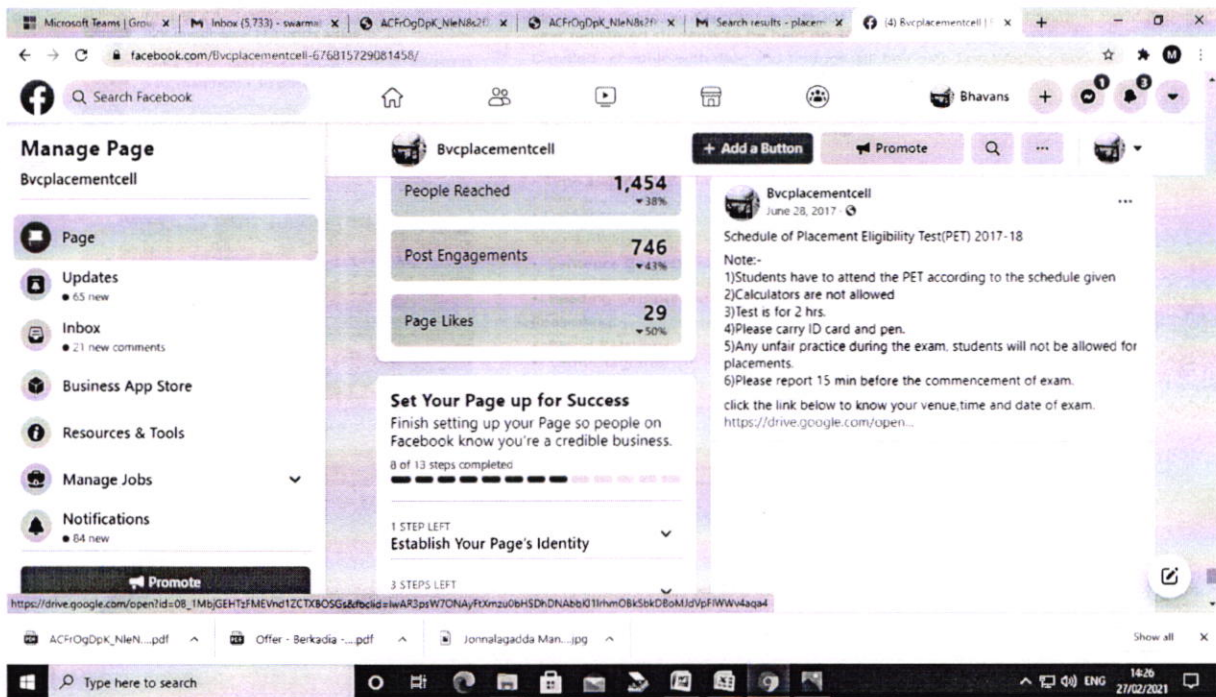 Microsoft Teams | Grou
Inbox (5,733) - swarma
ACFrOgDpK_NIeN8s2
ACFrOgDpK_NIeN8s2
Search results - placem
(4) Bvcplacementcell |
facebook.com/Bvcplacementcell-676815729081458/
M
Search Facebook
Bhavans
1
3
Manage Page
Bvcplacementcell
Page
Updates
65 new
Inbox
21 new comments
Business App Store
Resources & Tools
Manage Jobs
Notifications
84 new
Promote
Bvcplacementcell
+ Add a Button
Promote
People Reached 1,454
38%
Post Engagements 746
43%
Page Likes 29
50%
Set Your Page up for Success
Finish setting up your Page so people on
Facebook know you're a credible business.
8 of 13 steps completed
1 STEP LEFT
Establish Your Page's Identity
3 STEPS LEFT
Bvcplacementcell
June 28, 2017
Schedule of Placement Eligibility Test(PET) 2017-18
Note:-
1)Students have to attend the PET according to the schedule given
2)Calculators are not allowed
3)Test is for 2 hrs.
4)Please carry ID card and pen.
5)Any unfair practice during the exam, students will not be allowed for
placements.
6)Please report 15 min before the commencement of exam.
click the link below to know your venue,time and date of exam.
https://drive.google.com/open...
ACFrOgDpK_NIeN....pdf
Offer - Berkadia -....pdf
Jonnalagadda Man....jpg
Show all
Type here to search
ENG
14:26
27/02/2021